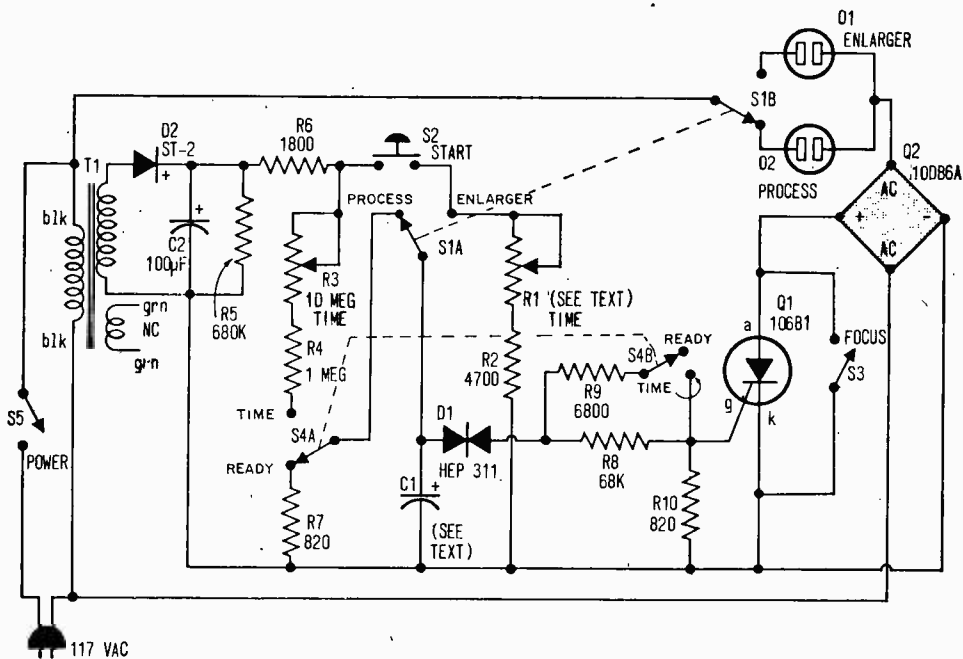 O1
ENLARGER
S1B
O2
PROCESS
Q2
10DB6A
AC
+
-
AC
D2
ST-2
+
T1
R6
1800
S2
START
PROCESS
ENLARGER
S1A
blk
blk
C2
100µF
+
R5
680K
grn
NC
grn
R3
10 MEG
TIME
R4
1 MEG
R1 (SEE TEXT)
TIME
R2
4700
Q1
106B1
a
g
k
FOCUS
S3
READY
S4B
TIME
R9
6800
TIME
S4A
READY
D1
HEP 311
R8
68K
R7
820
C1
+
(SEE
TEXT)
R10
820
S5
POWER
117 VAC